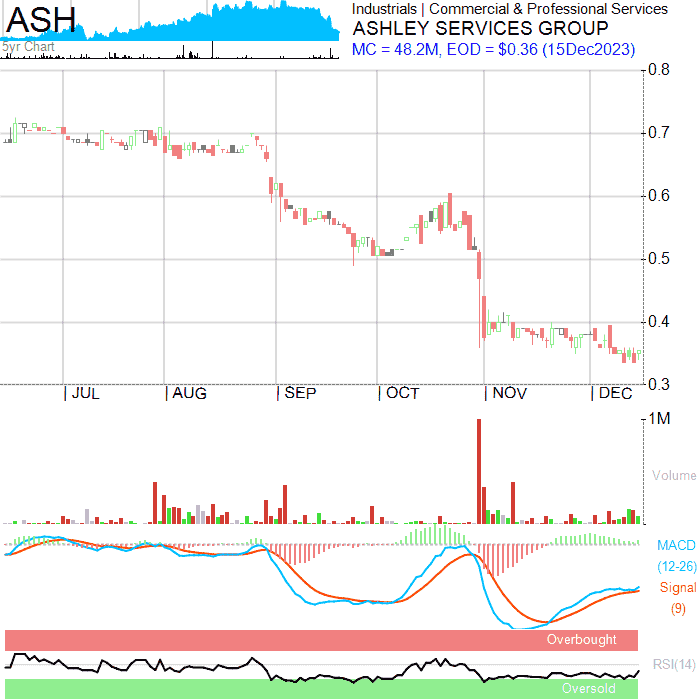 ASH
5yr Chart
Industrials | Commercial & Professional Services
ASHLEY SERVICES GROUP
MC = 48.2M, EOD = $0.36 (15Dec2023)
0.8
0.7
0.6
0.5
0.4
0.3
| JUL | AUG | SEP | OCT | NOV | DEC
1M
Volume
MACD
(12-26)
Signal
(9)
Overbought
RSI(14)
Oversold